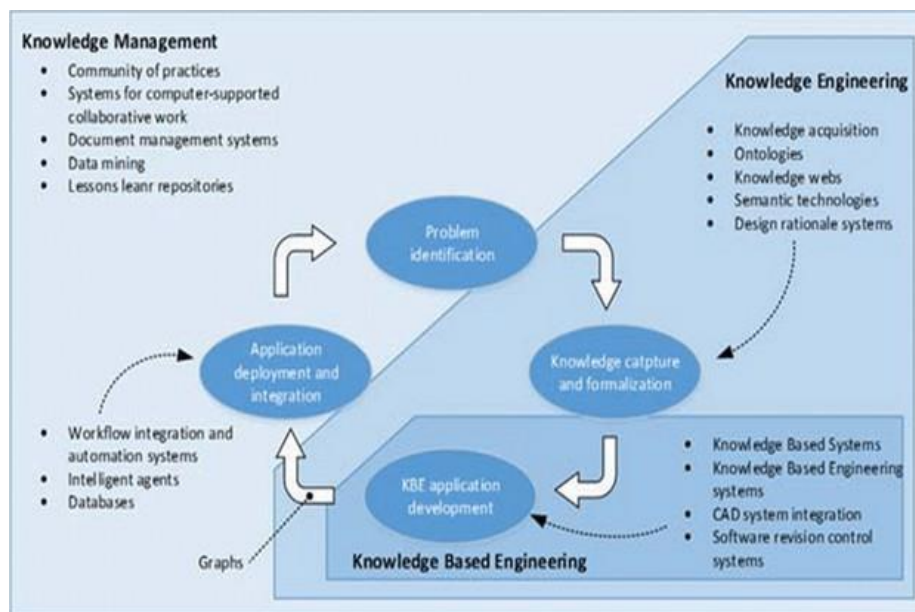 Knowledge Management
• Community of practices
• Systems for computer-supported
collaborative work
• Document management systems
• Data mining
• Lessons leanr repositories
Knowledge Engineering
• Knowledge acquisition
• Ontologies
• Knowledge webs
• Semantic technologies
• Design rationale systems
Problem
identification
Application
deployment and
integration
Knowledge catpture
and formalization
• Workflow integration and
automation systems
• Intelligent agents
• Databases
• Knowledge Based Systems
• Knowledge Based Engineering
systems
• CAD system integration
• Software revision control
systems
KBE application
development
Graphs
Knowledge Based Engineering